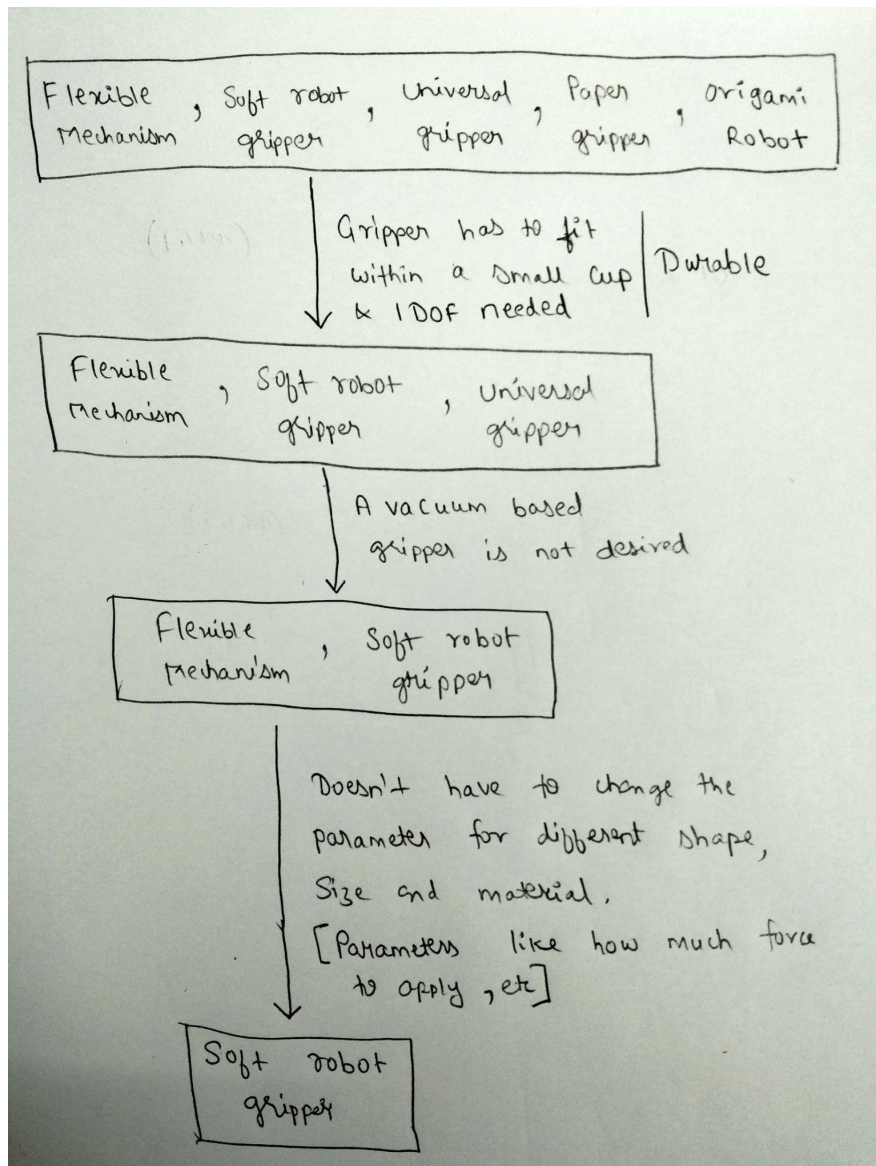 Flexible , Soft robot , Universal , Paper , Origami
Mechanism gripper gripper gripper Robot
Gripper has to fit
within a small cup | Durable
& 1 DOF needed
Flexible , Soft robot , Universal
Mechanism gripper gripper
A vacuum based
gripper is not desired
Flexible , Soft robot
Mechanism gripper
Doesn't have to change the
parameter for different shape,
Size and material.
[Parameters like how much force
to apply, etc]
Soft robot
gripper